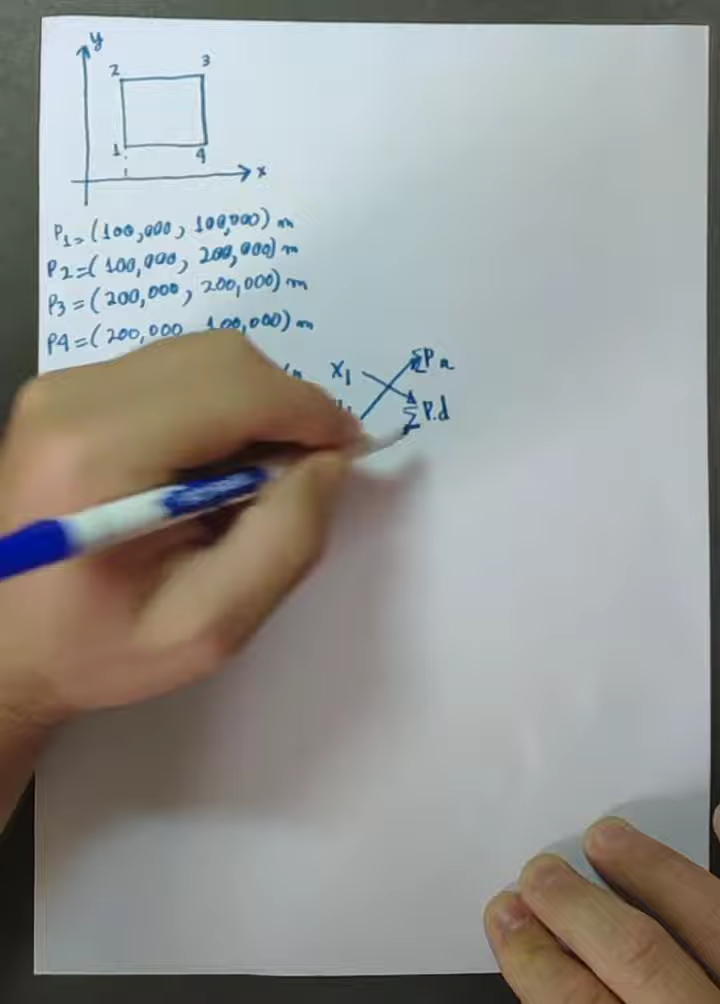 y
2 3
1 4
x
P1=(100,000, 100,000) m
P2=(100,000, 200,000) m
P3=(200,000, 200,000) m
P4=(200,000, 100,000) m
x1 ΣPa
ΣP.d